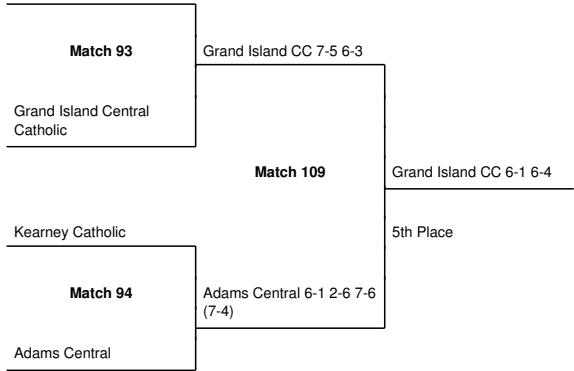 Match 93
Grand Island CC 7-5 6-3
Grand Island Central
Catholic
Match 109
Grand Island CC 6-1 6-4
Kearney Catholic
5th Place
Match 94
Adams Central 6-1 2-6 7-6
(7-4)
Adams Central